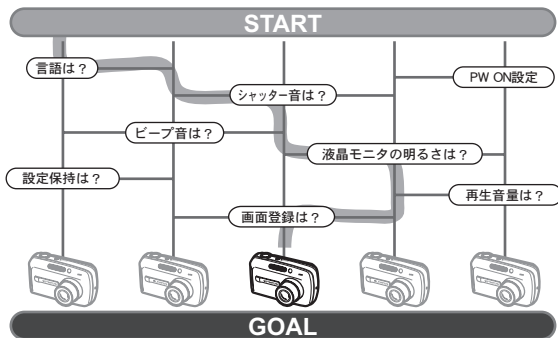 START
言語は？
PW ON設定
シャッター音は？
ビープ音は？
液晶モニタの明るさは？
設定保持は？
再生音量は？
画面登録は？
GOAL